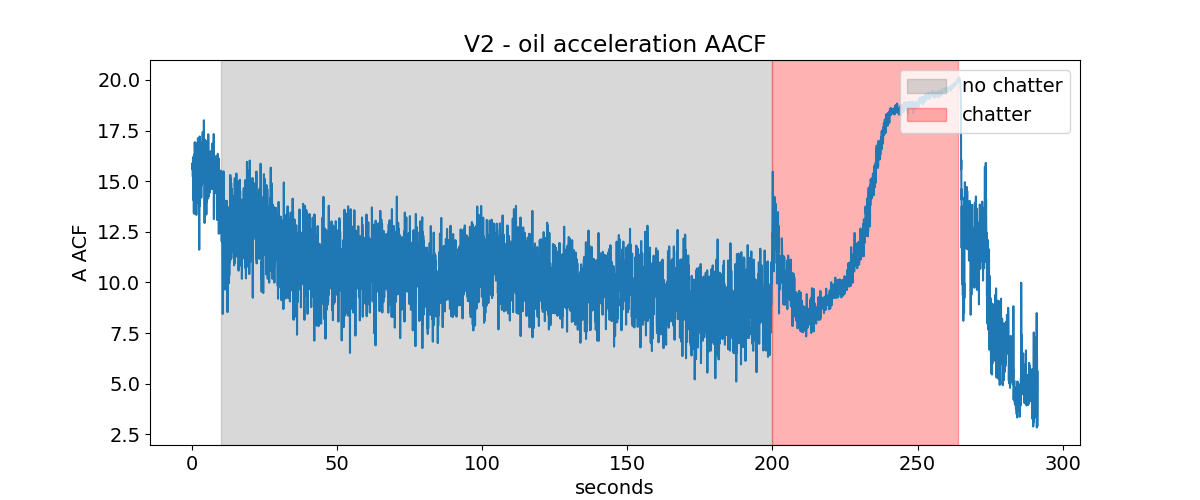 V2 - oil acceleration AACF
20.0
17.5
15.0
12.5
10.0
7.5
5.0
2.5
A ACF
no chatter
chatter
0 50 100 150 200 250 300
seconds